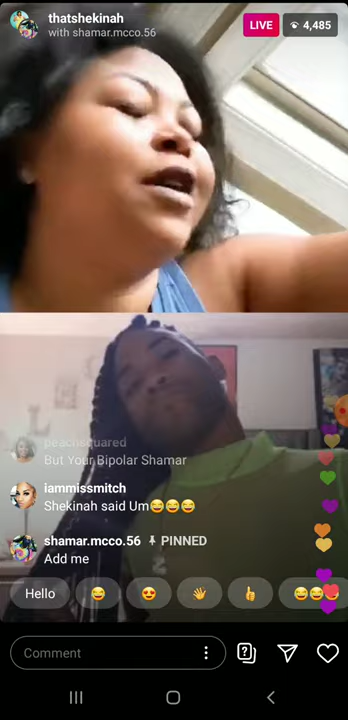 thatshekinah
with shamar.mcco.56
LIVE
4,485
peachsquared
But Your Bipolar Shamar
iammissmitch
Shekinah said Um😂😂😂
shamar.mcco.56 PINNED
Add me
Hello
Comment